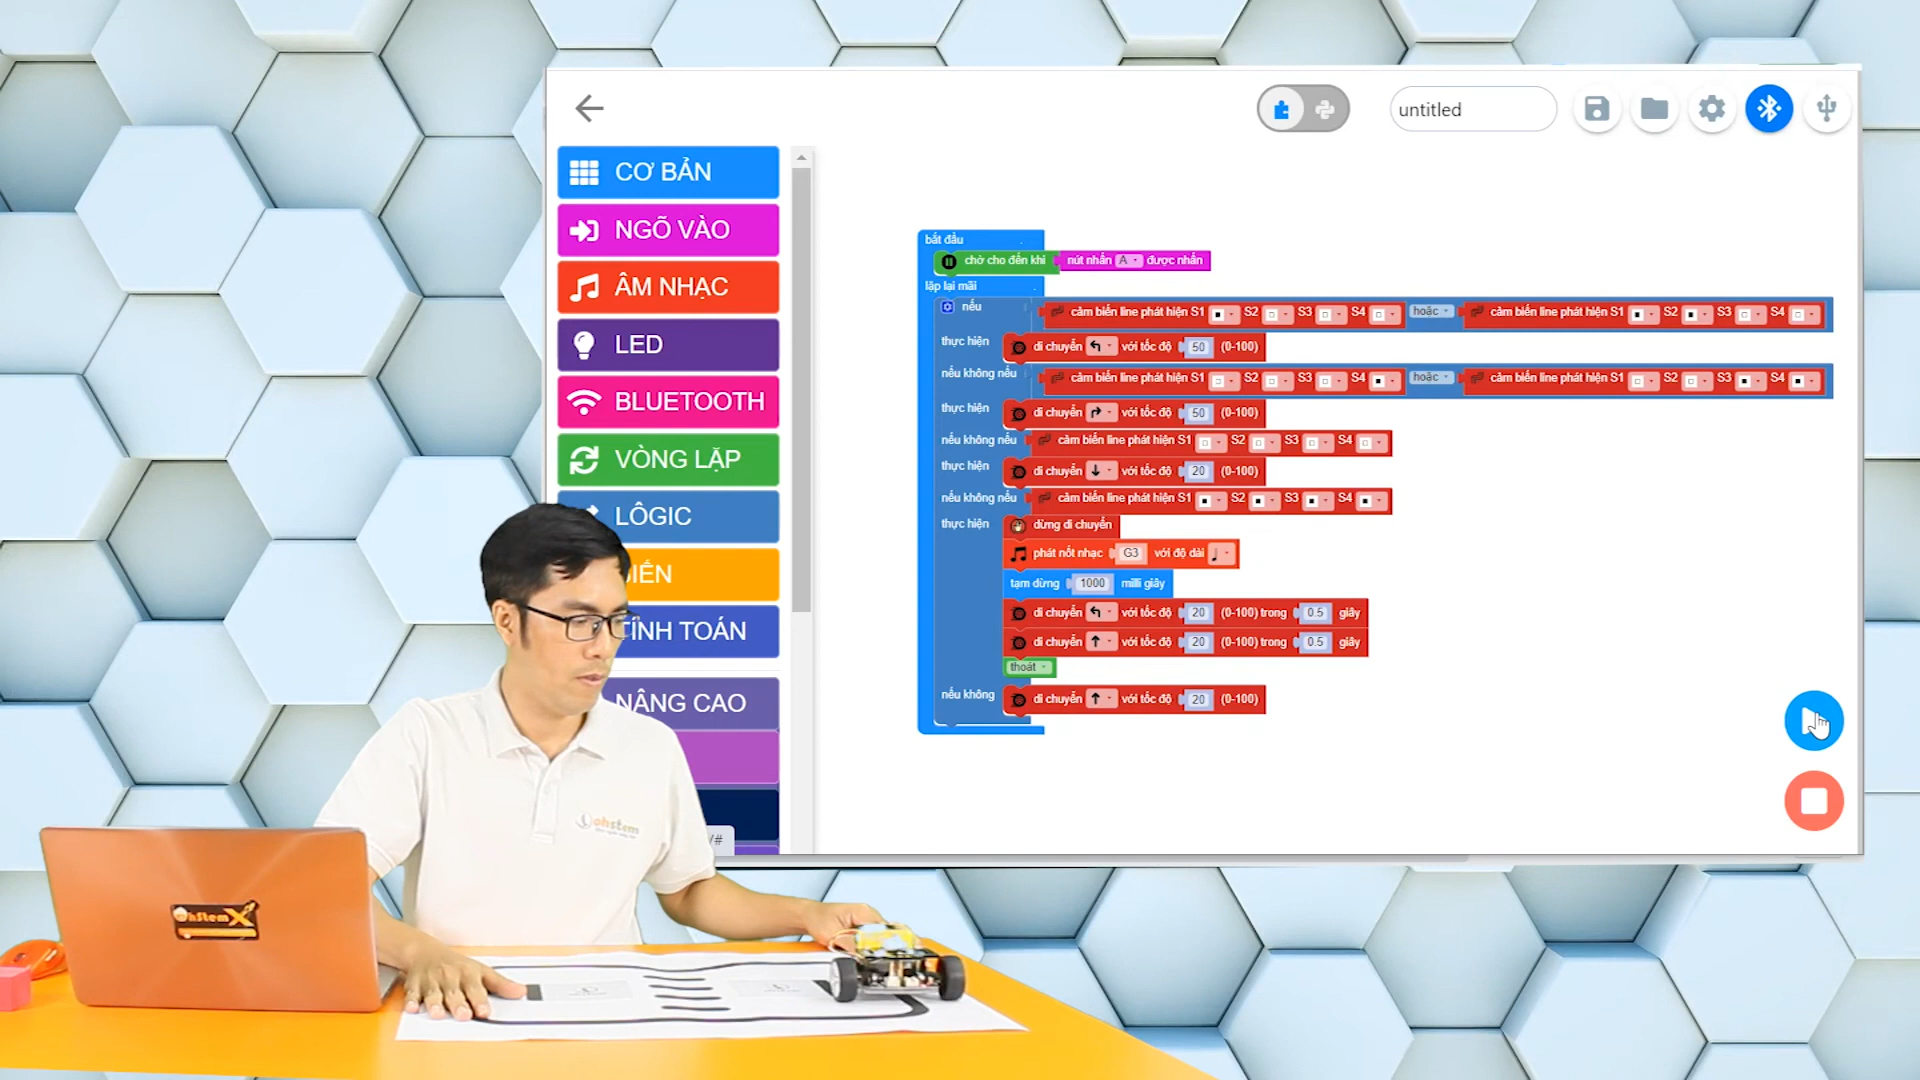 untitled
CƠ BẢN
NGÕ VÀO
ÂM NHẠC
LED
BLUETOOTH
VÒNG LẶP
LÔGIC
BIẾN
TÍNH TOÁN
NÂNG CAO
/#
bắt đầu
chờ cho đến khi nút nhấn A được nhấn
lặp lại mãi
nếu cảm biến line phát hiện S1 S2 S3 S4 hoặc cảm biến line phát hiện S1 S2 S3 S4
thực hiện di chuyển với tốc độ 50 (0-100)
nếu không nếu cảm biến line phát hiện S1 S2 S3 S4 hoặc cảm biến line phát hiện S1 S2 S3 S4
thực hiện di chuyển với tốc độ 50 (0-100)
nếu không nếu cảm biến line phát hiện S1 S2 S3 S4
thực hiện di chuyển với tốc độ 20 (0-100)
nếu không nếu cảm biến line phát hiện S1 S2 S3 S4
thực hiện dừng di chuyển
phát nốt nhạc G3 với độ dài
tạm dừng 1000 mili giây
di chuyển với tốc độ 20 (0-100) trong 0.5 giây
di chuyển với tốc độ 20 (0-100) trong 0.5 giây
thoát
nếu không di chuyển với tốc độ 20 (0-100)
ohstem
OhStem X